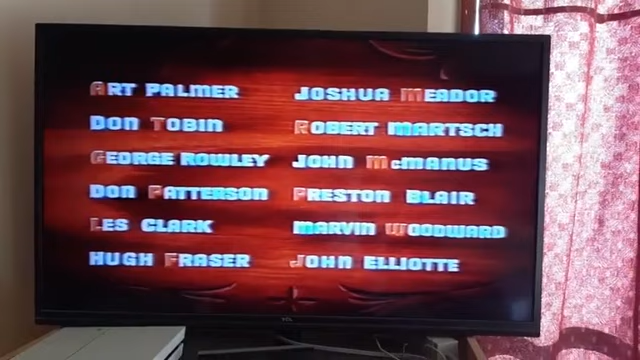 ART PALMER
DON TOBIN
GEORGE ROWLEY
DON PATTERSON
LES CLARK
HUGH FRASER
JOSHUA MEADOR
ROBERT MARTSCH
JOHN McMANUS
PRESTON BLAIR
MARVIN WOODWARD
JOHN ELLIOTTE
TCL